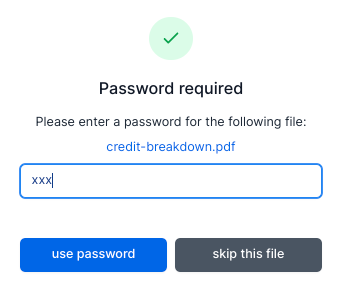 Password required
Please enter a password for the following file:
credit-breakdown.pdf
xxx
use password
skip this file